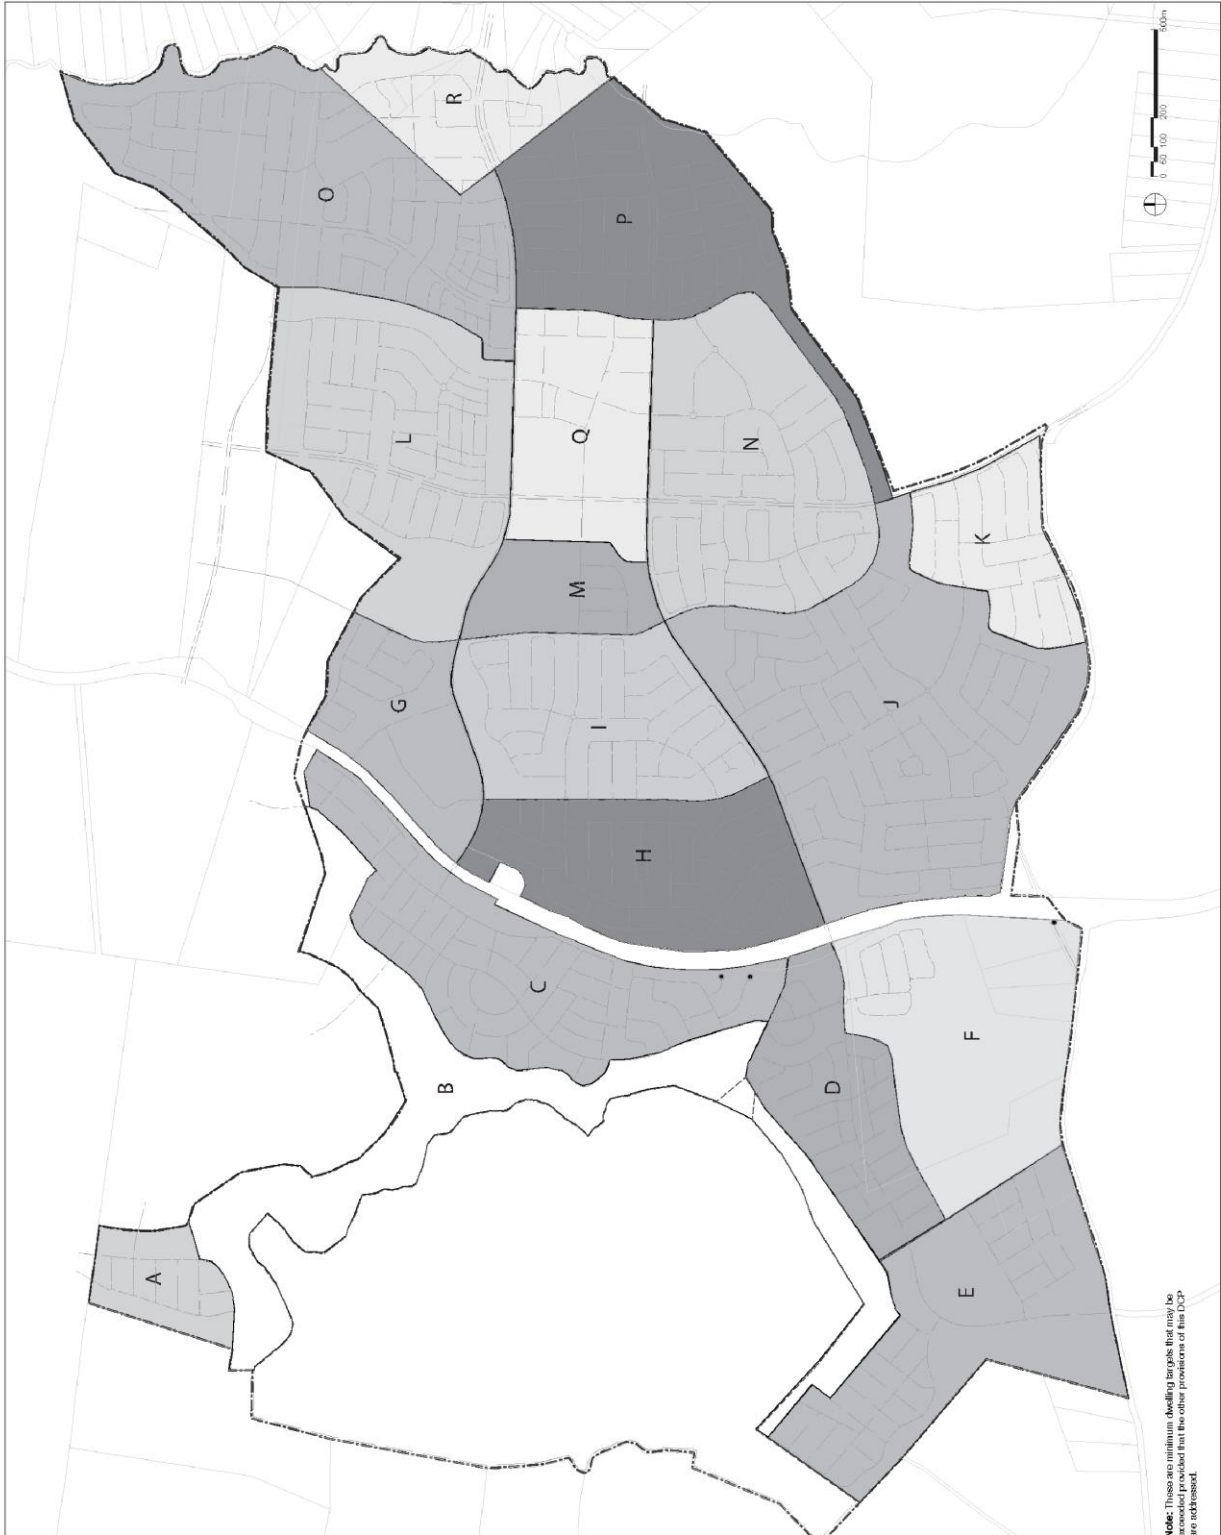 R
O
P
L
Q
N
K
M
G
I
J
H
C
B
D
F
A
E
0 50 100 200
500m
Note: These are minimum dwelling targets that may be
exceeded provided that the other provisions of this DCP
are addressed.